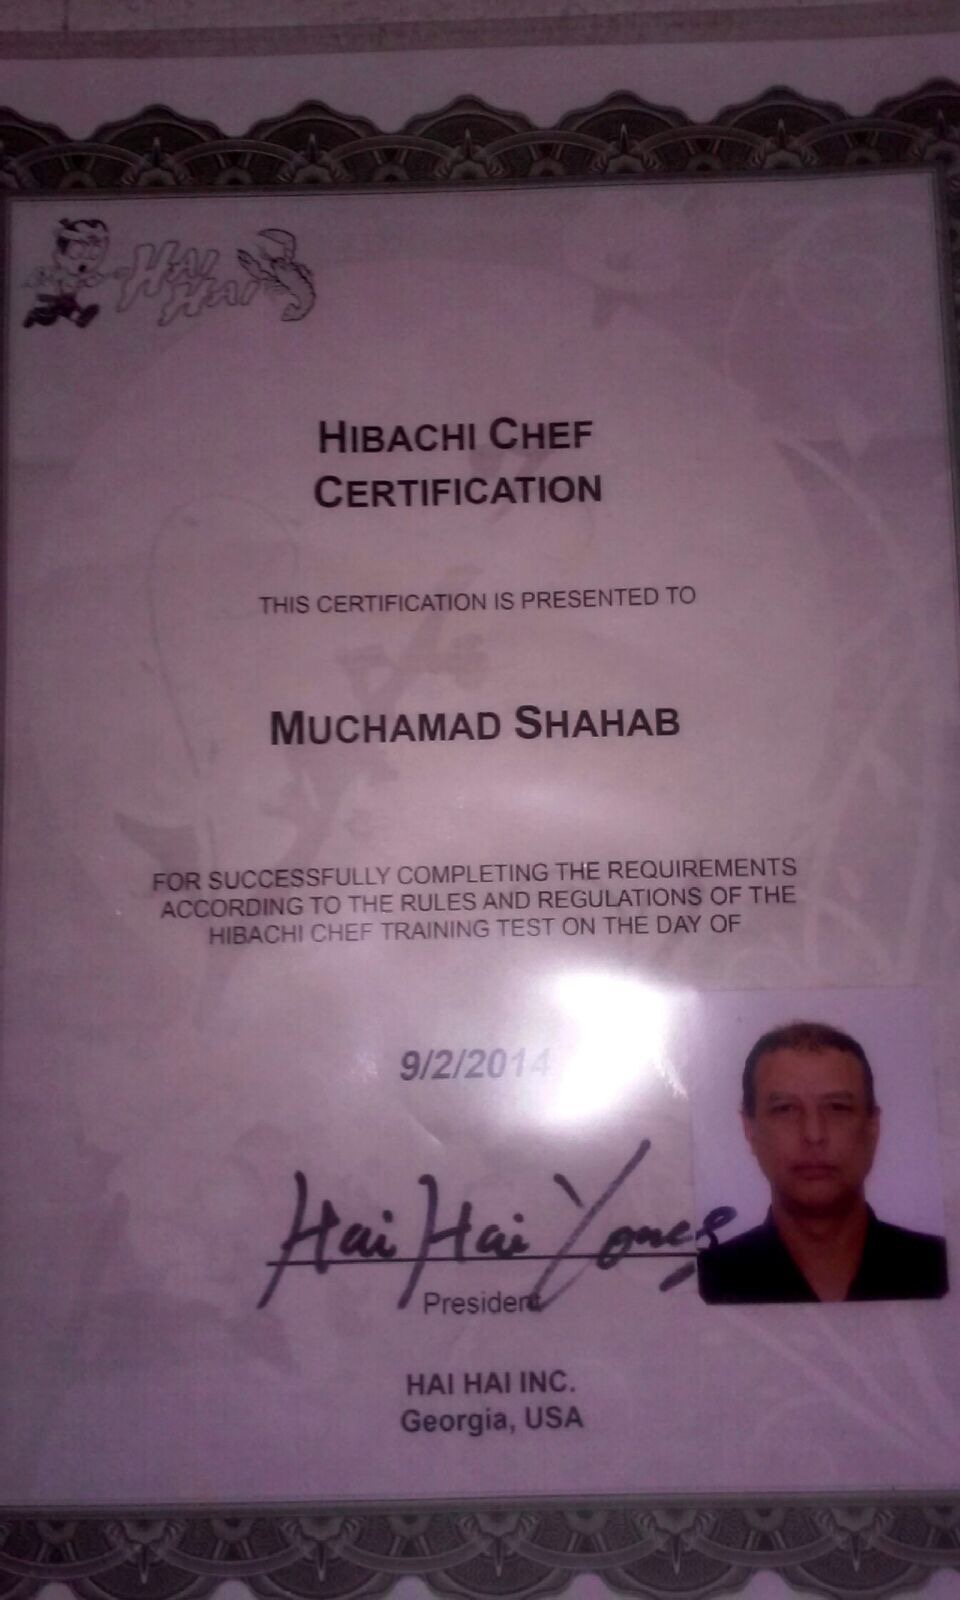 HAI
HAI
HIBACHI CHEF
CERTIFICATION
THIS CERTIFICATION IS PRESENTED TO
MUCHAMAD SHAHAB
FOR SUCCESSFULLY COMPLETING THE REQUIREMENTS
ACCORDING TO THE RULES AND REGULATIONS OF THE
HIBACHI CHEF TRAINING TEST ON THE DAY OF
9/2/2014
Hai Hai Jones
President
HAI HAI INC.
Georgia, USA